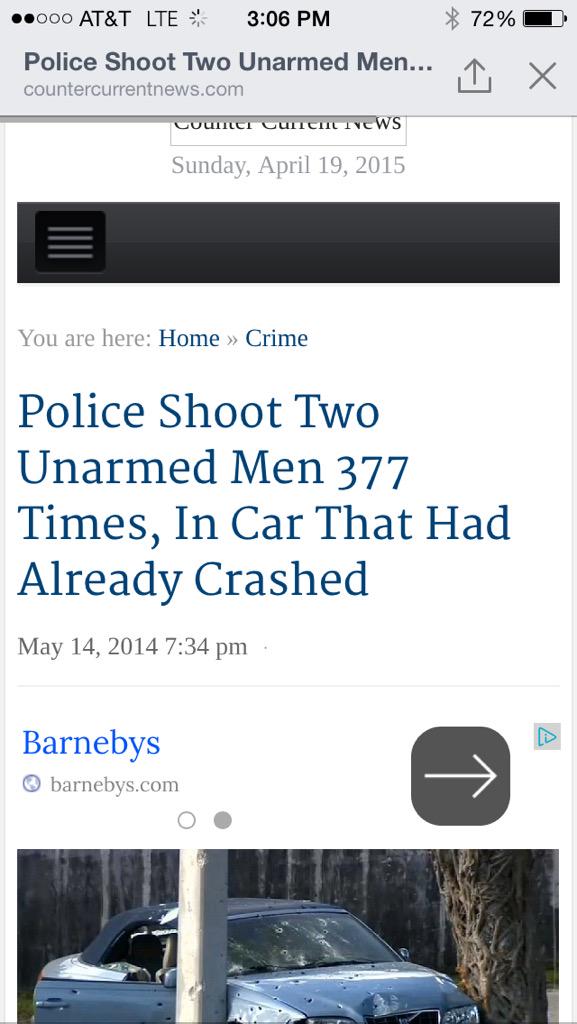 AT&T LTE 3:06 PM 72%
Police Shoot Two Unarmed Men...
countercurrentnews.com
Counter Current News
Sunday, April 19, 2015
You are here: Home » Crime
Police Shoot Two
Unarmed Men 377
Times, In Car That Had
Already Crashed
May 14, 2014 7:34 pm ·
Barnebys
barnebys.com